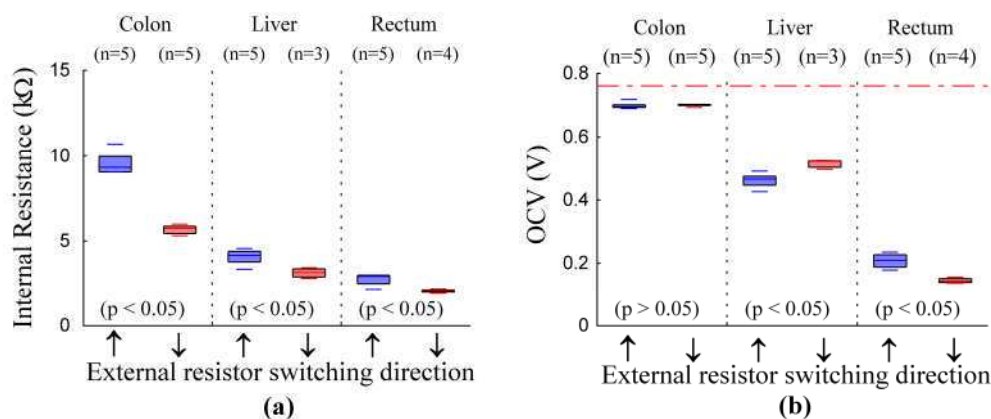 Colon Liver Rectum
(n=5) (n=5) (n=5) (n=3) (n=5) (n=4)
15
10
5
0
Internal Resistance (kΩ)
(p < 0.05) (p < 0.05) (p < 0.05)
↑ ↓ ↑ ↓ ↑ ↓
External resistor switching direction
(a)
Colon Liver Rectum
(n=5) (n=5) (n=5) (n=3) (n=5) (n=4)
0.8
0.6
0.4
0.2
0
OCV (V)
(p > 0.05) (p < 0.05) (p < 0.05)
↑ ↓ ↑ ↓ ↑ ↓
External resistor switching direction
(b)